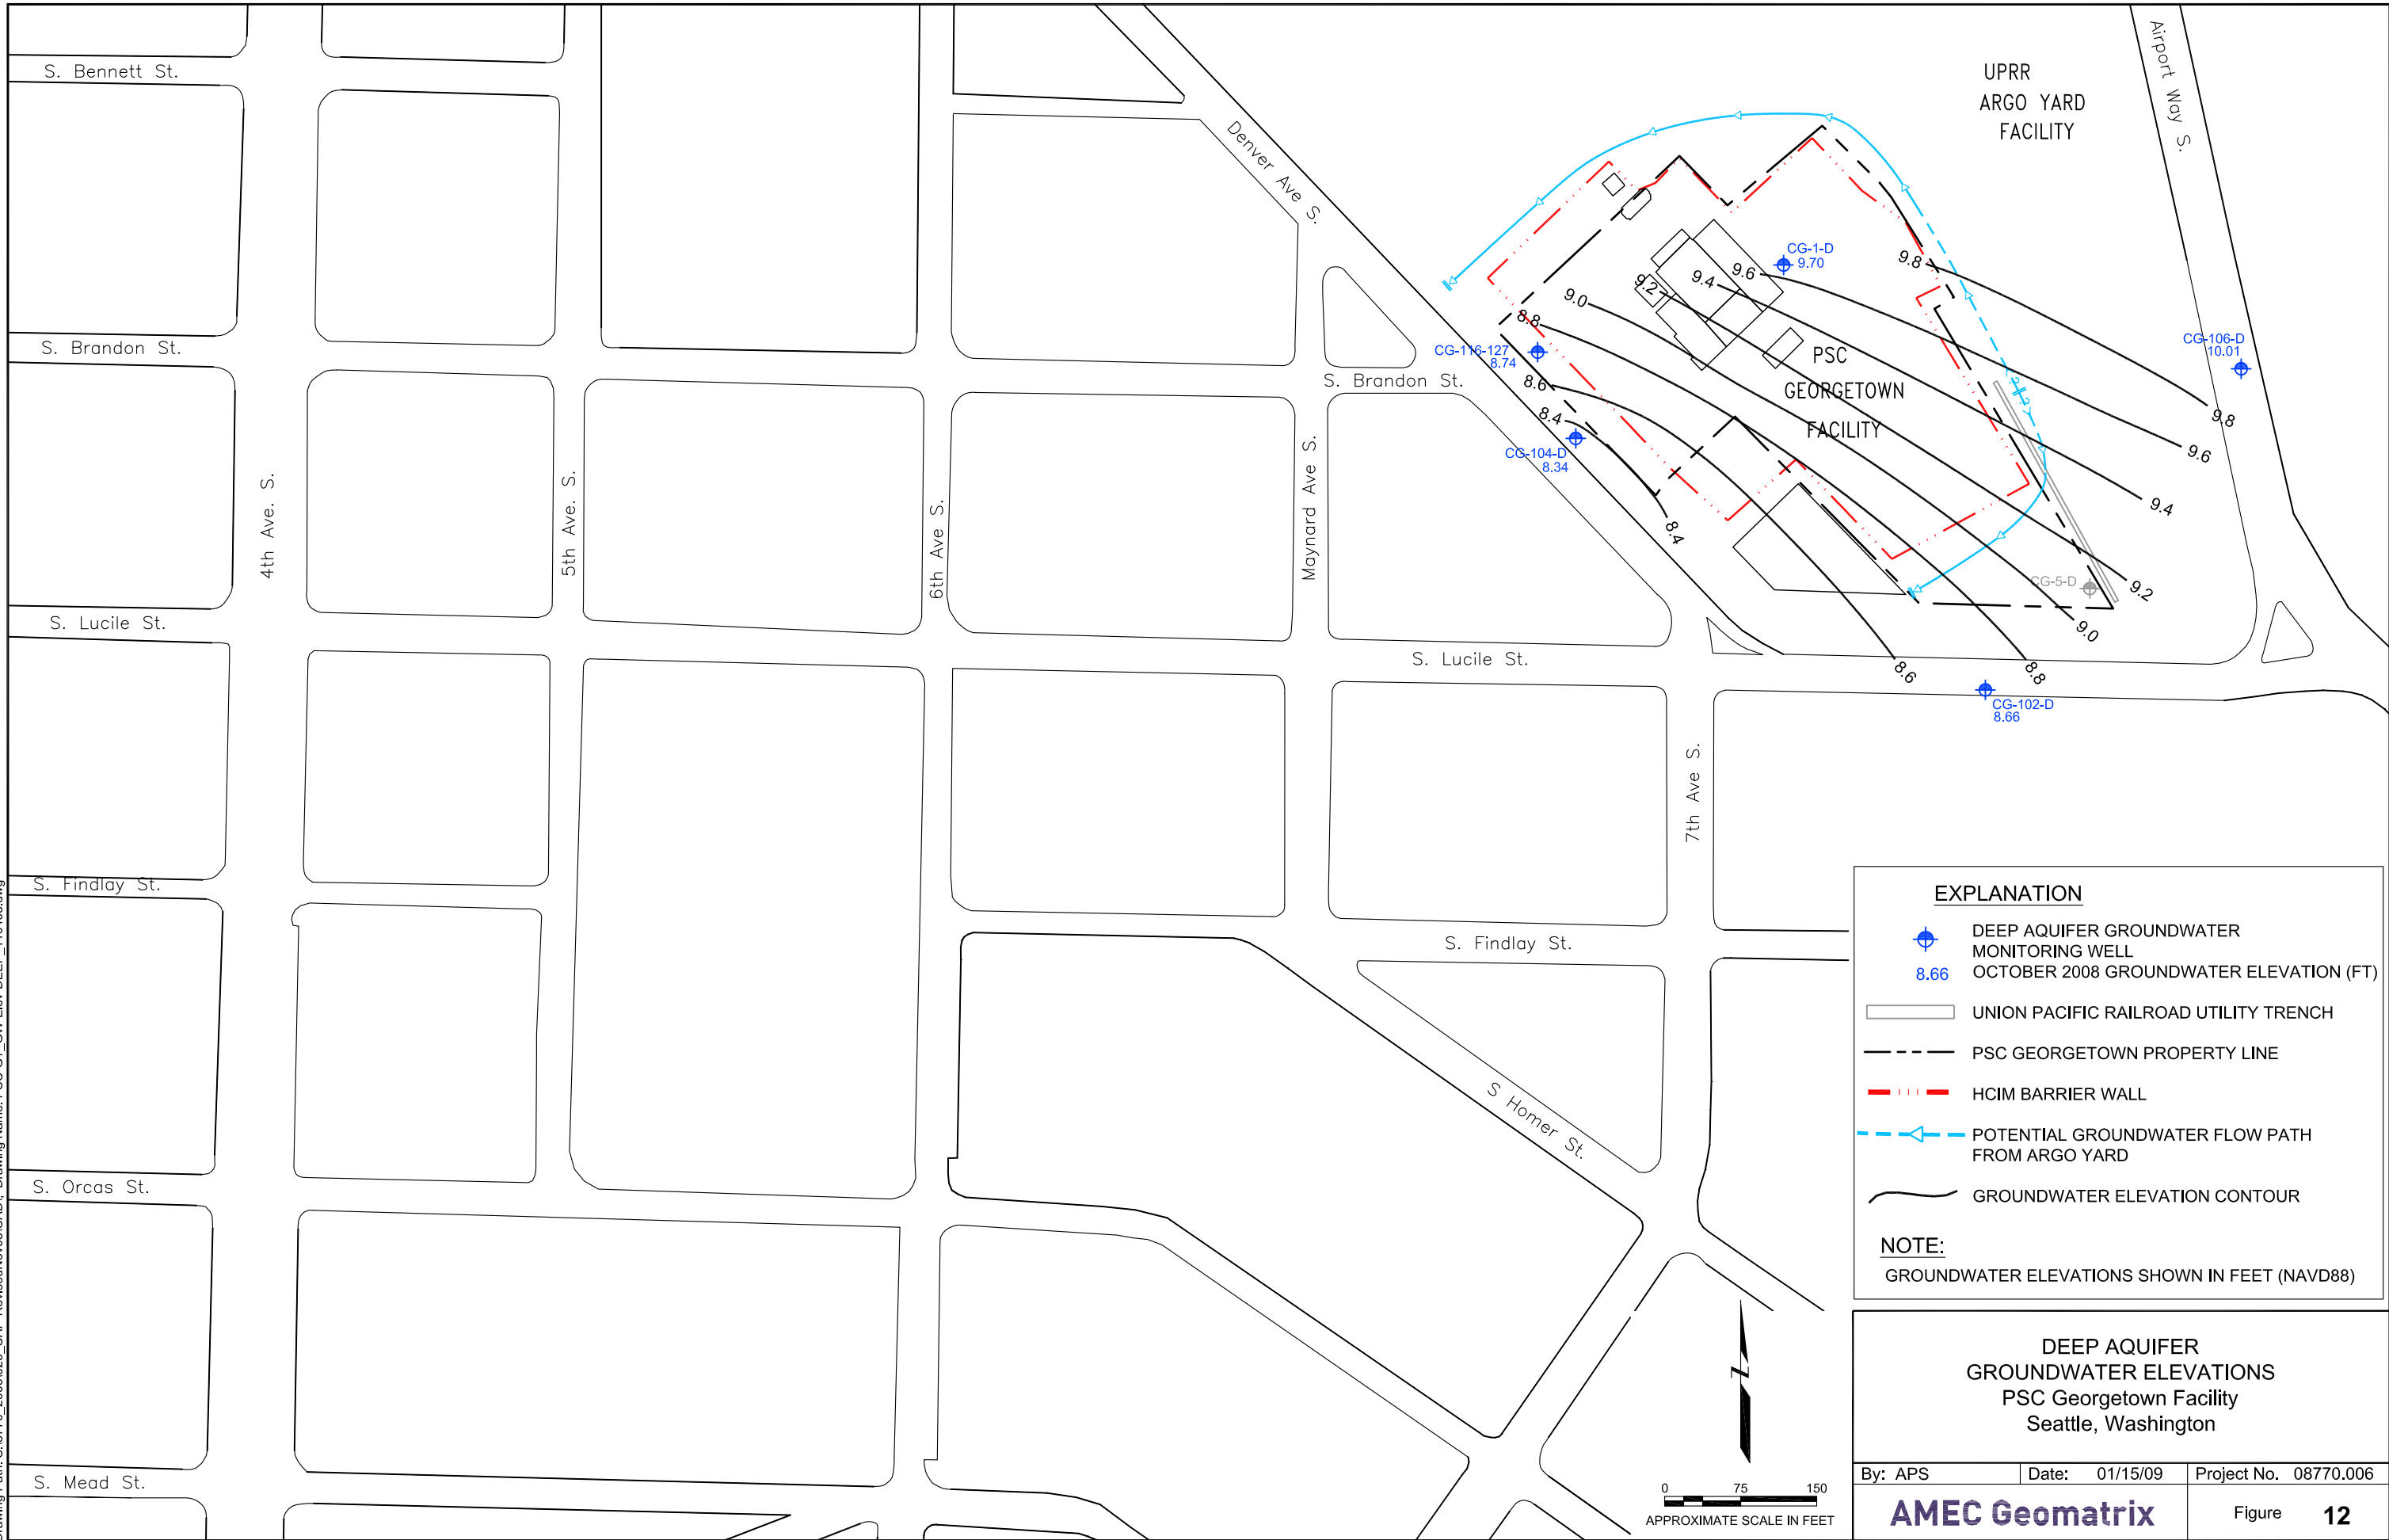 S. Bennett St.
S. Brandon St.
S. Lucile St.
S. Findlay St.
S. Orcas St.
S. Mead St.
4th Ave. S.
5th Ave. S.
6th Ave S.
Maynard Ave S.
7th Ave S.
Denver Ave S.
S. Brandon St.
S. Lucile St.
S. Findlay St.
S Homer St.
Airport Way S.
UPRR
ARGO YARD
FACILITY
PSC
GEORGETOWN
FACILITY
CG-1-D
9.70
CG-106-D
10.01
CG-116-127
8.74
CG-104-D
8.34
CG-5-D
CG-102-D
8.66
9.8
9.6
9.4
9.2
9.0
8.8
8.6
8.4
9.8
9.6
9.4
9.2
9.0
8.8
8.6
8.4
EXPLANATION
DEEP AQUIFER GROUNDWATER
MONITORING WELL
8.66 OCTOBER 2008 GROUNDWATER ELEVATION (FT)
UNION PACIFIC RAILROAD UTILITY TRENCH
PSC GEORGETOWN PROPERTY LINE
HCIM BARRIER WALL
POTENTIAL GROUNDWATER FLOW PATH
FROM ARGO YARD
GROUNDWATER ELEVATION CONTOUR
NOTE:
GROUNDWATER ELEVATIONS SHOWN IN FEET (NAVD88)
Z
0 75 150
APPROXIMATE SCALE IN FEET
DEEP AQUIFER
GROUNDWATER ELEVATIONS
PSC Georgetown Facility
Seattle, Washington
By: APS Date: 01/15/09 Project No. 08770.006
AMEC Geomatrix Figure 12